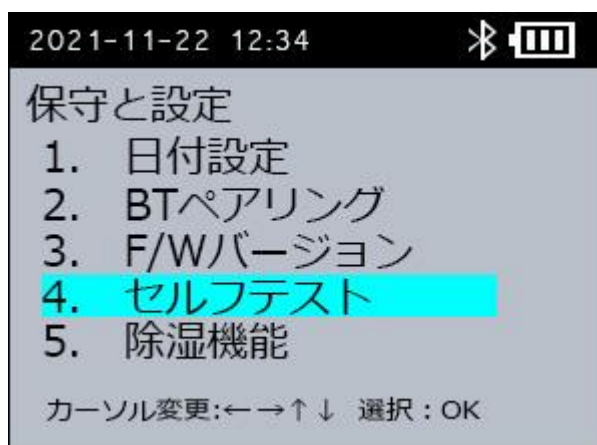 2021-11-22 12:34
保守と設定
1. 日付設定
2. BTペアリング
3. F/Wバージョン
4. セルフテスト
5. 除湿機能
カーソル変更:←→↑↓ 選択：OK